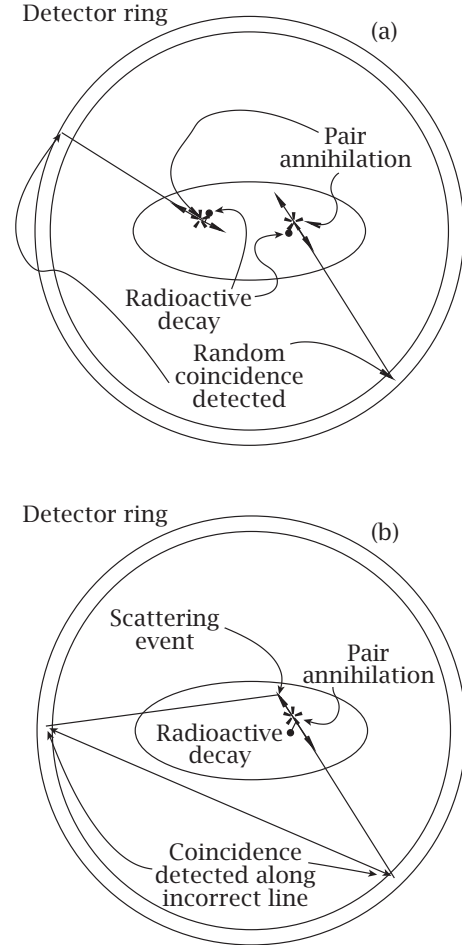 Detector ring
(a)
Pair
annihilation
Radioactive
decay
Random
coincidence
detected
Detector ring
(b)
Scattering
event
Pair
annihilation
Radioactive
decay
Coincidence
detected along
incorrect line